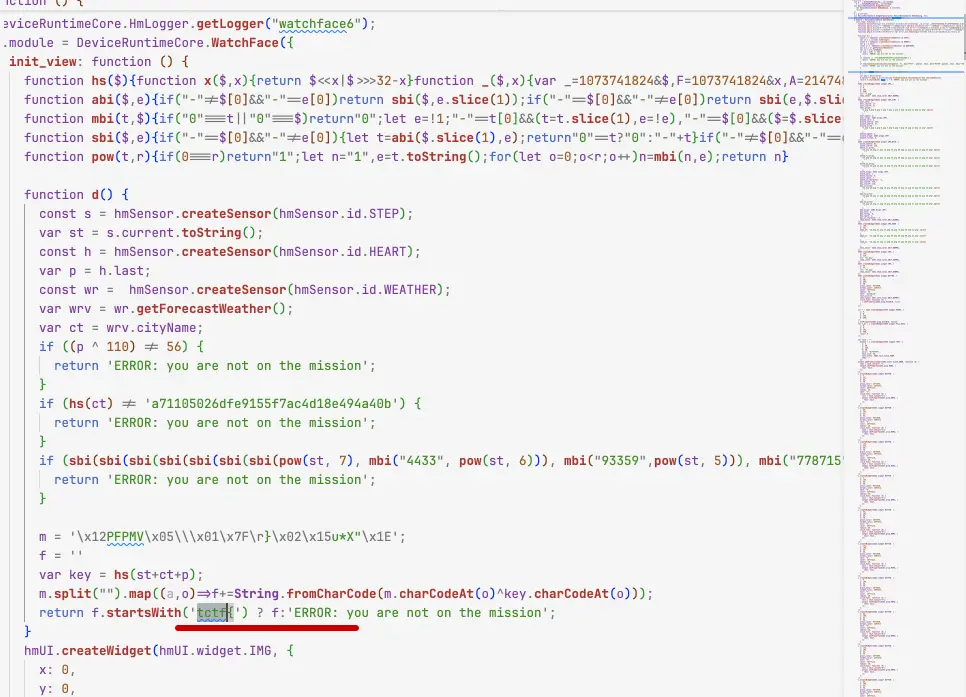 nction () {
eviceRuntimeCore.HmLogger.getLogger("watchface6");
.module = DeviceRuntimeCore.WatchFace({
init_view: function () {
function hs($){function x($,x){return $<<x|$>>>32-x}function _($,x){var _=1073741824&$,F=1073741824&x,A=21474
function abi($,e){if("-"≠$[0]&&"-"==e[0])return sbi($,e.slice(1));if("-"==$[0]&&"-"≠e[0])return sbi(e,$.slic
function mbi(t,$){if("0"===t||"0"===$)return"0";let e=!1;"-"==t[0]&&(t=t.slice(1),e=!e),"-"==$[0]&&($=$.slice
function sbi($,e){if("-"==$[0]&&"-"≠e[0]){let t=abi($.slice(1),e);return"0"==t?"0":"-"+t}if("-"≠$[0]&&"-"==
function pow(t,r){if(0===r)return"1";let n="1",e=t.toString();for(let o=0;o<r;o++)n=mbi(n,e);return n}
function d() {
const s = hmSensor.createSensor(hmSensor.id.STEP);
var st = s.current.toString();
const h = hmSensor.createSensor(hmSensor.id.HEART);
var p = h.last;
const wr =  hmSensor.createSensor(hmSensor.id.WEATHER);
var wrv = wr.getForecastWeather();
var ct = wrv.cityName;
if ((p ^ 110) ≠ 56) {
return 'ERROR: you are not on the mission';
}
if (hs(ct) ≠ 'a71105026dfe9155f7ac4d18e494a40b') {
return 'ERROR: you are not on the mission';
}
if (sbi(sbi(sbi(sbi(sbi(sbi(sbi(pow(st, 7), mbi("4433", pow(st, 6))), mbi("93359",pow(st, 5))), mbi("778715"
return 'ERROR: you are not on the mission';
}
m = '\x12PFPMV\x05\\\x01\x7F\r}\x02\x15u*X"\x1E';
f = ''
var key = hs(st+ct+p);
m.split("").map((a,o)⇒f+=String.fromCharCode(m.charCodeAt(o)^key.charCodeAt(o)));
return f.startsWith('tctf{') ? f:'ERROR: you are not on the mission';
}
hmUI.createWidget(hmUI.widget.IMG, {
x: 0,
y: 0,